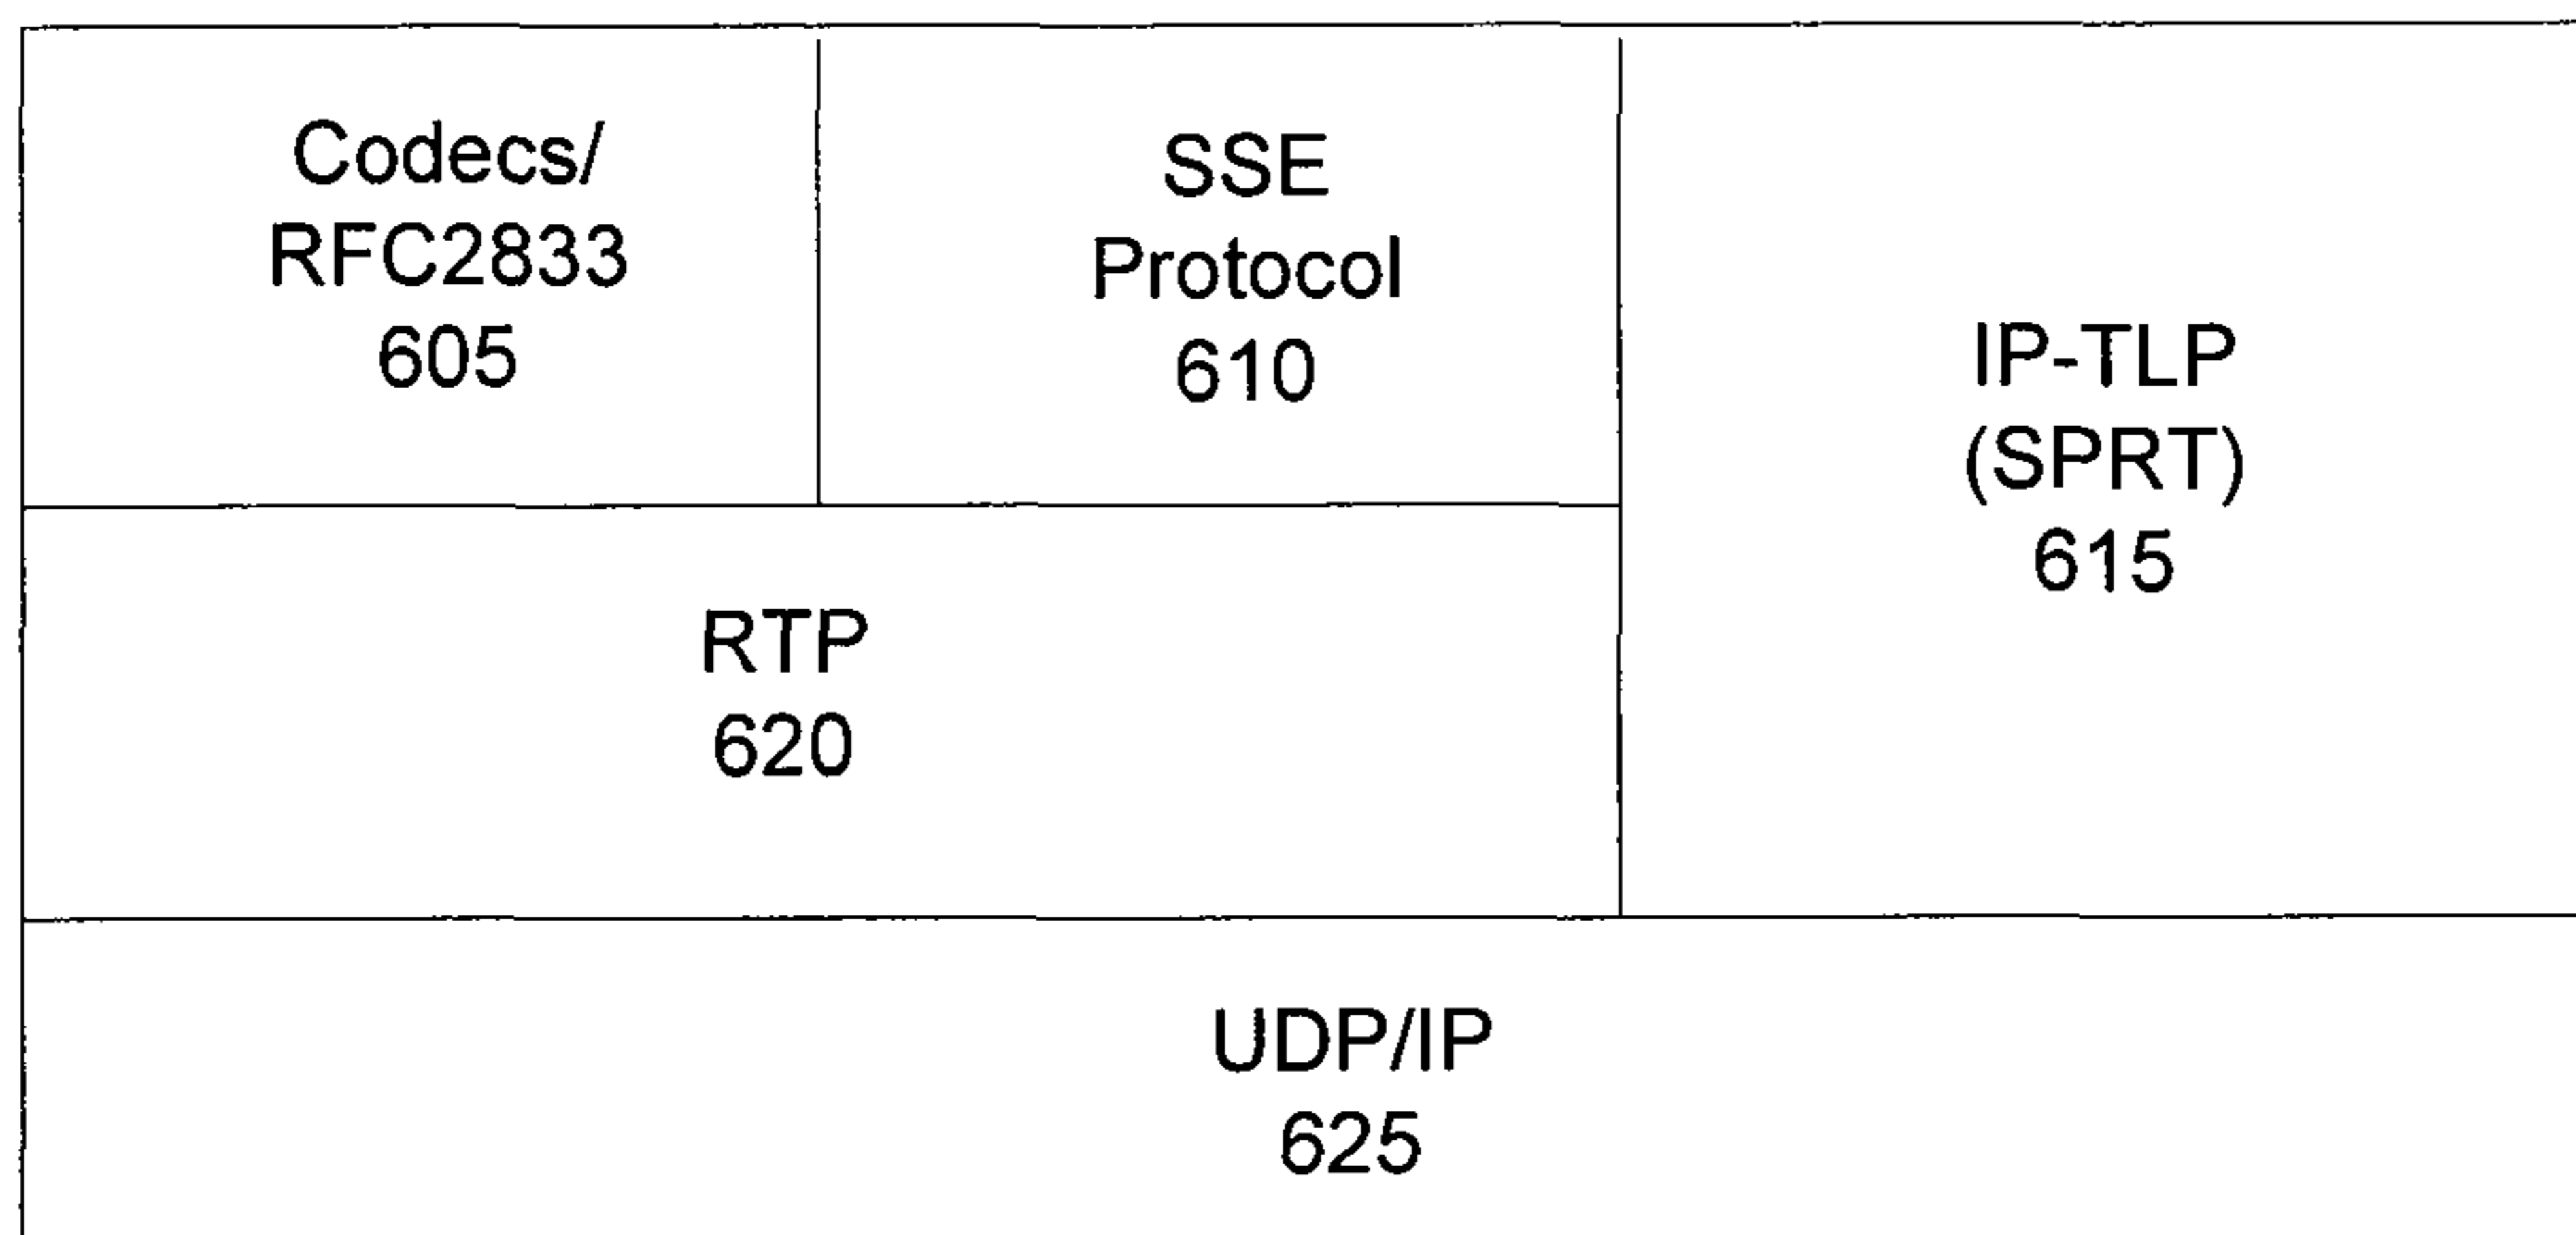 Codecs/
RFC2833
605
SSE
Protocol
610
IP-TLP
(SPRT)
615
RTP
620
UDP/IP
625